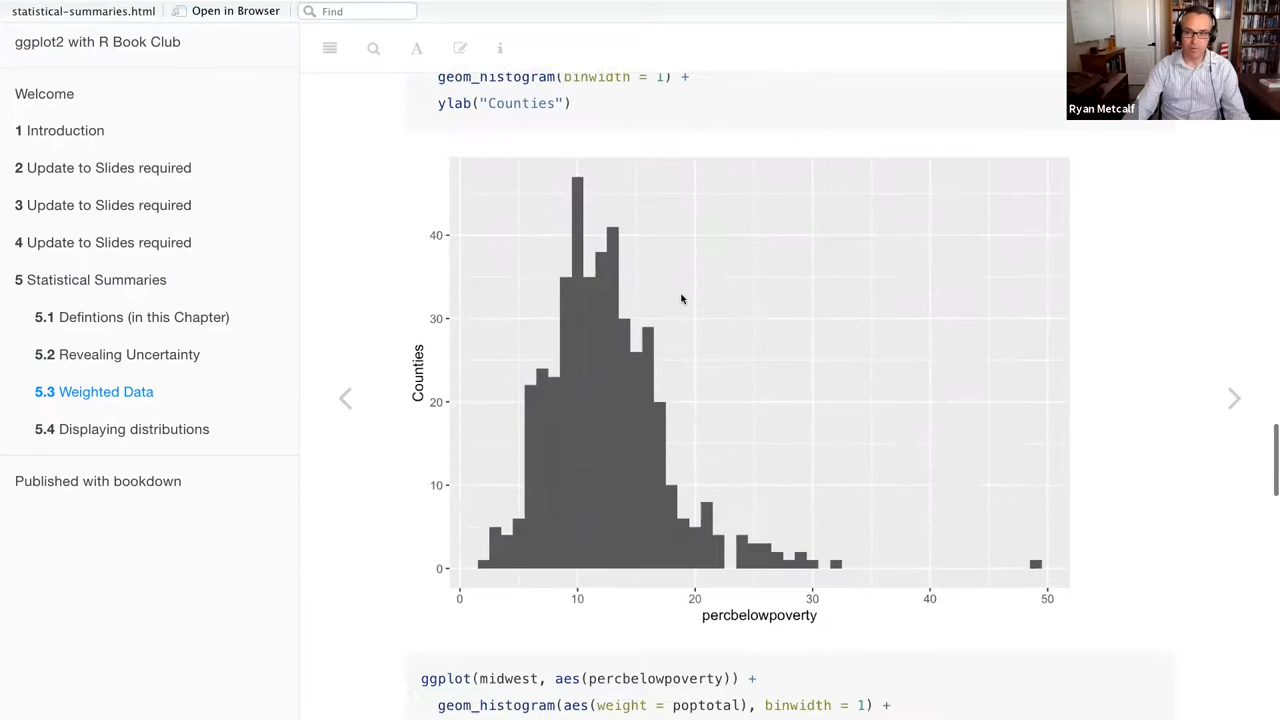 statistical-summaries.html Open in Browser Find
ggplot2 with R Book Club
Welcome
1 Introduction
2 Update to Slides required
3 Update to Slides required
4 Update to Slides required
5 Statistical Summaries
5.1 Defintions (in this Chapter)
5.2 Revealing Uncertainty
5.3 Weighted Data
5.4 Displaying distributions
Published with bookdown
A
i
geom_histogram(binwidth = 1) +
ylab("Counties")
Counties
40
30
20
10
0
0 10 20 30 40 50
percbelowpoverty
ggplot(midwest, aes(percbelowpoverty)) +
geom_histogram(aes(weight = poptotal), binwidth = 1) +
Ryan Metcalf